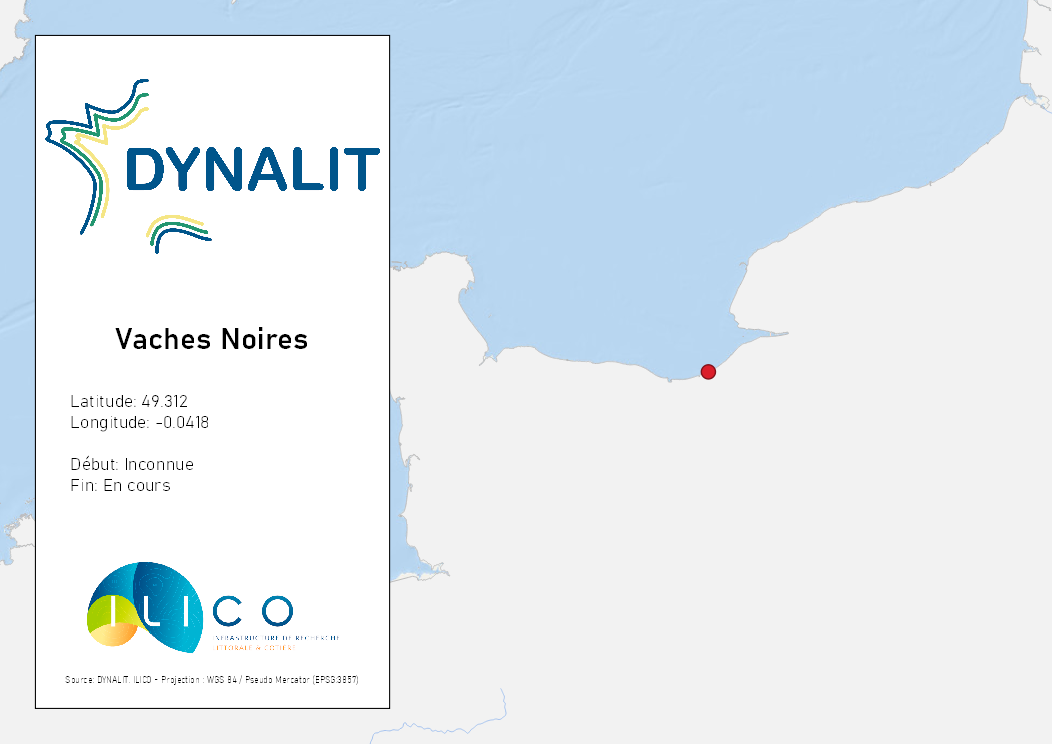 DYNALIT
Vaches Noires
Latitude: 49.312
Longitude: -0.0418
Début: Inconnue
Fin: En cours
ILICO
INFRASTRUCTURE DE RECHERCHE
LITTORALE & CÔTIÈRE
Source: DYNALIT, ILICO - Projection : WGS 84 / Pseudo Mercator (EPSG:3857)